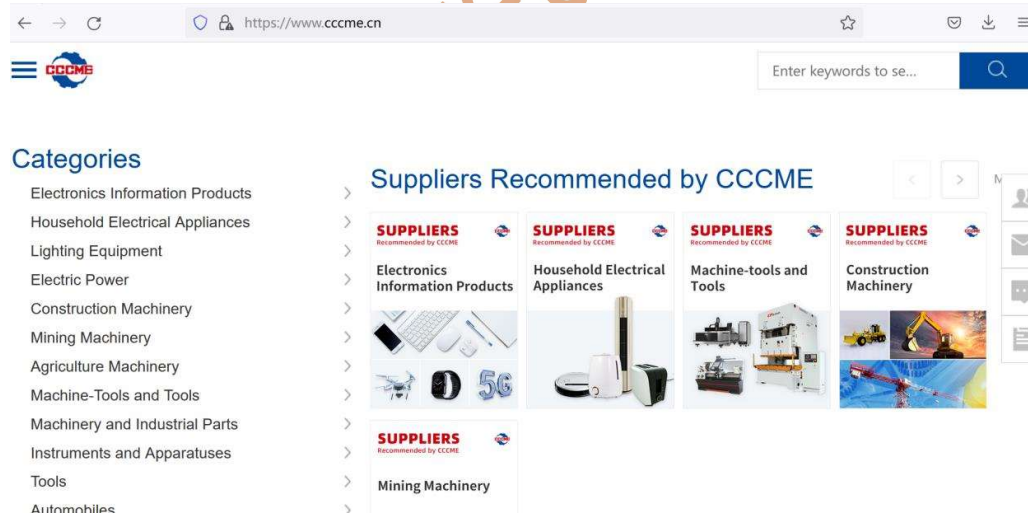 https://www.cccme.cn
CCCME
Enter keywords to se...
Categories
Electronics Information Products
Household Electrical Appliances
Lighting Equipment
Electric Power
Construction Machinery
Mining Machinery
Agriculture Machinery
Machine-Tools and Tools
Machinery and Industrial Parts
Instruments and Apparatuses
Tools
Automobiles
Suppliers Recommended by CCCME
SUPPLIERS
Recommended by CCCME
Electronics
Information Products
5G
SUPPLIERS
Recommended by CCCME
Household Electrical
Appliances
SUPPLIERS
Recommended by CCCME
Machine-tools and
Tools
SUPPLIERS
Recommended by CCCME
Construction
Machinery
SUPPLIERS
Recommended by CCCME
Mining Machinery